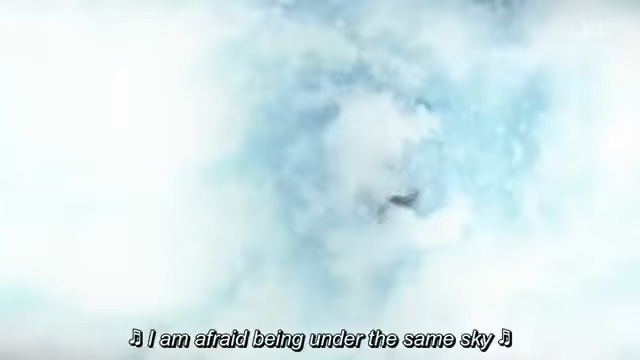 ♫ I am afraid being under the same sky ♫